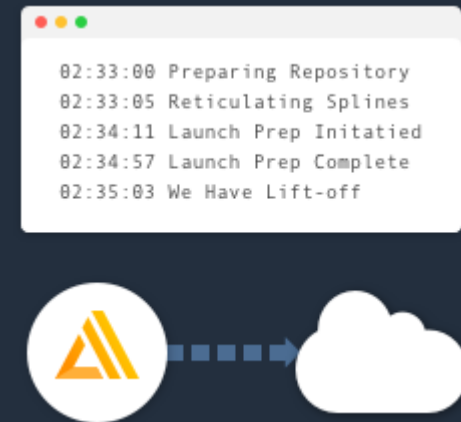 02:33:00 Preparing Repository
02:33:05 Reticulating Splines
02:34:11 Launch Prep Initatied
02:34:57 Launch Prep Complete
02:35:03 We Have Lift-off